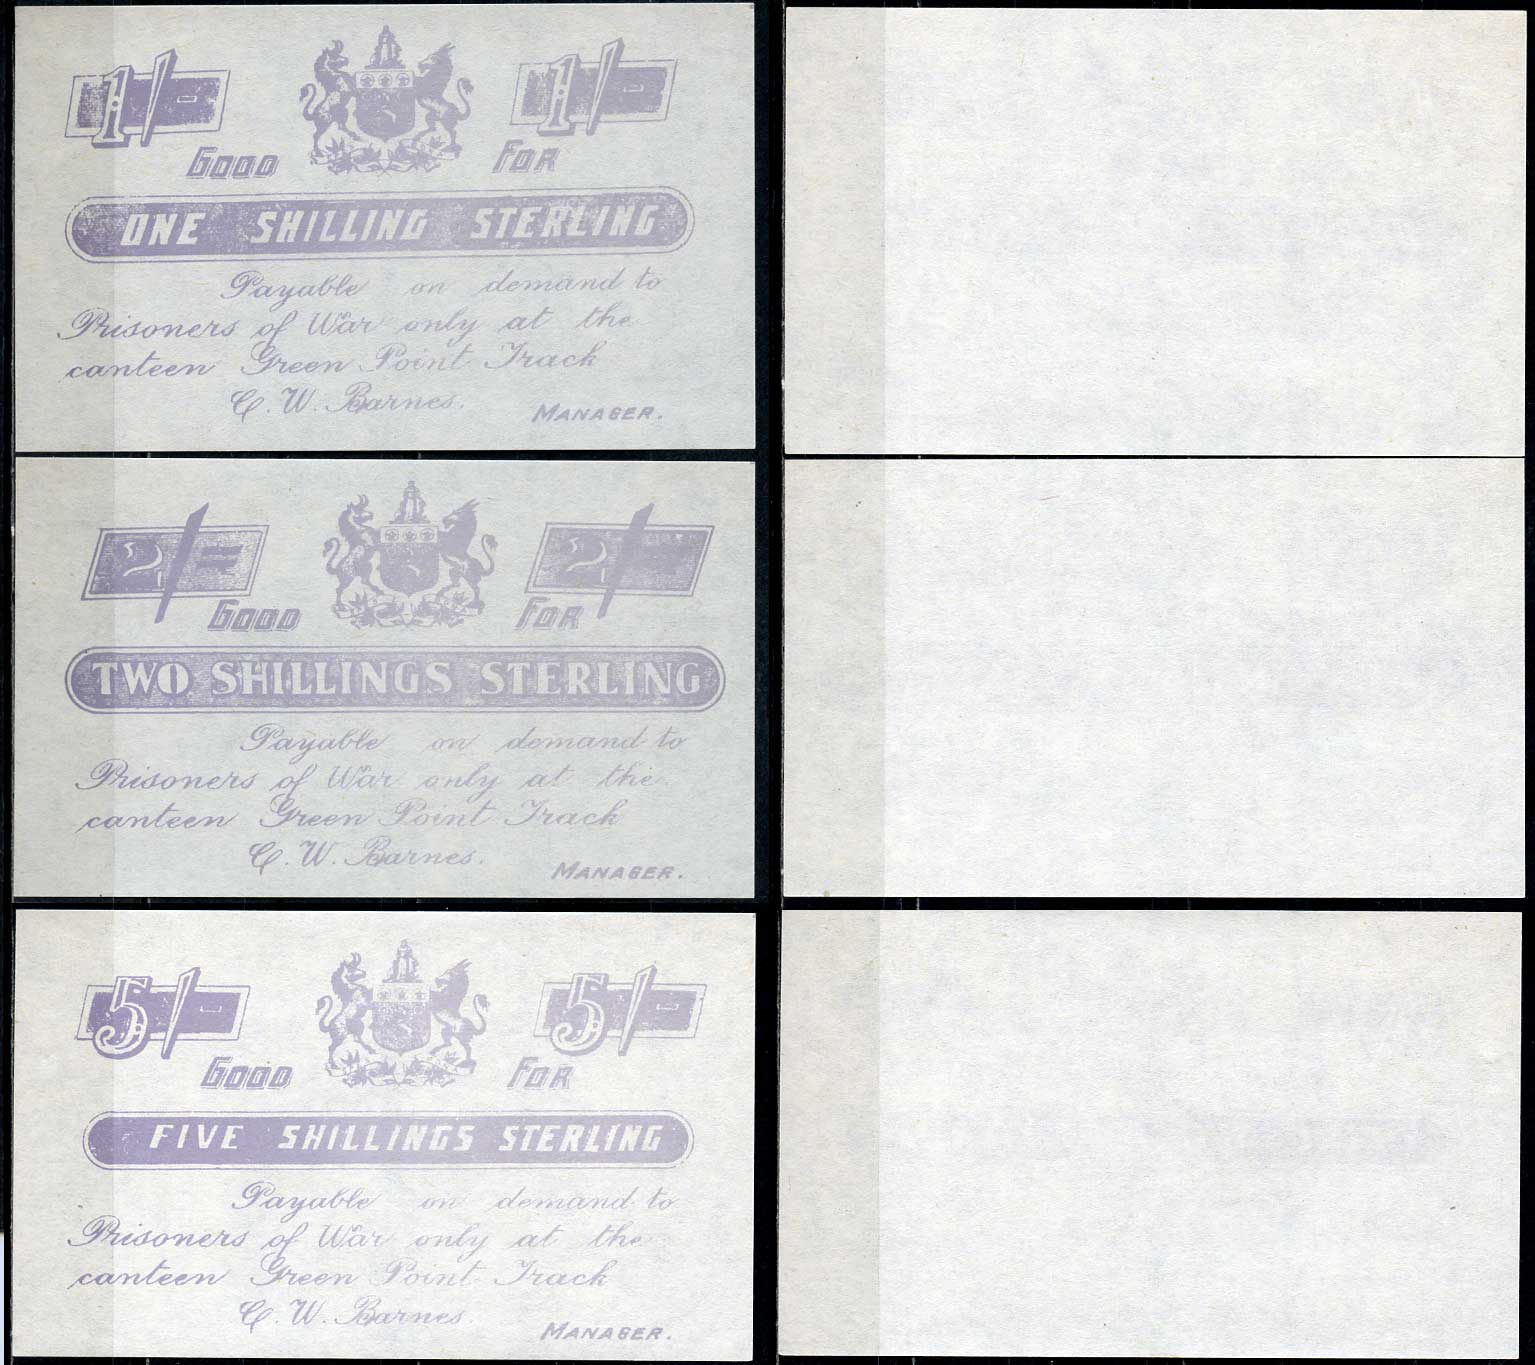 1/- 1/-
GOOD FOR
ONE SHILLING STERLING
Payable on demand to
Prisoners of War only at the
canteen Green Point Track
C. W. Barnes. MANAGER.
2/= 2/=
GOOD FOR
TWO SHILLINGS STERLING
Payable on demand to
Prisoners of War only at the
canteen Green Point Track
C. W. Barnes. MANAGER.
5/- 5/-
GOOD FOR
FIVE SHILLINGS STERLING
Payable on demand to
Prisoners of War only at the
canteen Green Point Track
C. W. Barnes. MANAGER.